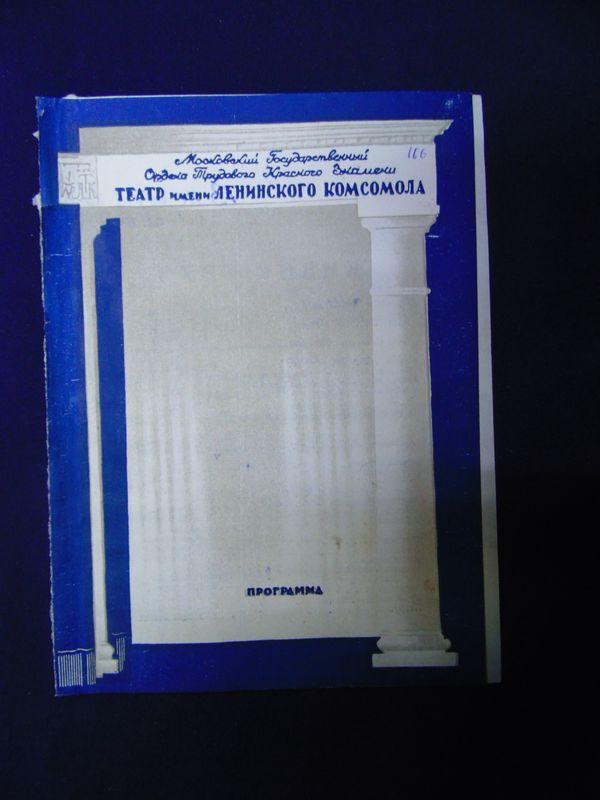 Московский Государственный
166
Ордена Трудового Красного Знамени
ТЕАТР ИМЕНИ ЛЕНИНСКОГО КОМСОМОЛА
ПРОГРАММА